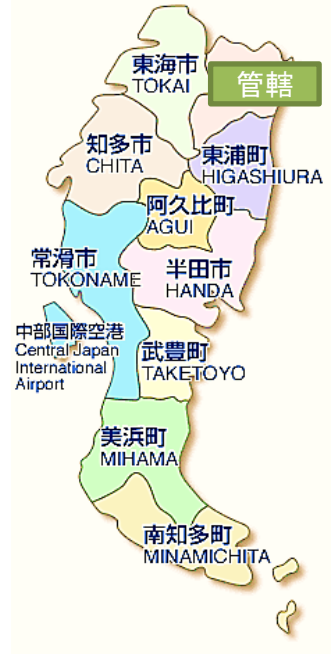 東海市
TOKAI
管轄
知多市
CHITA
東浦町
HIGASHIURA
阿久比町
AGUI
常滑市
TOKONAME
半田市
HANDA
中部国際空港
Central Japan
International
Airport
武豊町
TAKETOYO
美浜町
MIHAMA
南知多町
MINAMICHITA